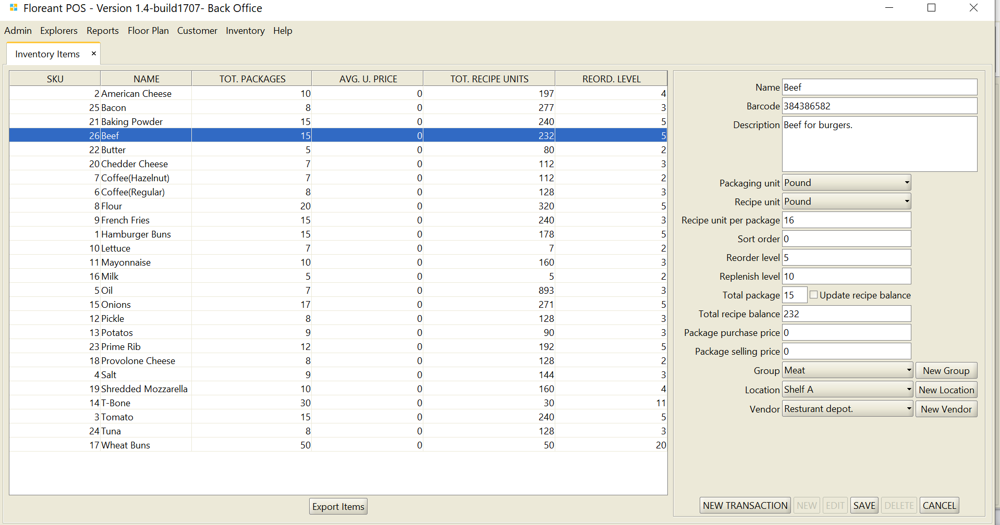 Floreant POS - Version 1.4-build1707- Back Office
Admin Explorers Reports Floor Plan Customer Inventory Help
Inventory Items ×
SKU NAME TOT. PACKAGES AVG. U. PRICE TOT. RECIPE UNITS REORD. LEVEL
2 American Cheese 10 0 197 4
25 Bacon 8 0 277 3
21 Baking Powder 15 0 240 5
26 Beef 15 0 232 5
22 Butter 5 0 80 2
20 Chedder Cheese 7 0 112 3
7 Coffee(Hazelnut) 7 0 112 2
6 Coffee(Regular) 8 0 128 3
8 Flour 20 0 320 5
9 French Fries 15 0 240 3
1 Hamburger Buns 15 0 178 5
10 Lettuce 7 0 7 2
11 Mayonnaise 10 0 160 3
16 Milk 5 0 5 2
5 Oil 7 0 893 3
15 Onions 17 0 271 5
12 Pickle 8 0 128 3
13 Potatos 9 0 90 3
23 Prime Rib 12 0 192 5
18 Provolone Cheese 8 0 128 2
4 Salt 9 0 144 3
19 Shredded Mozzarella 10 0 160 4
14 T-Bone 30 0 30 11
3 Tomato 15 0 240 5
24 Tuna 8 0 128 3
17 Wheat Buns 50 0 50 20
Export Items
Name Beef
Barcode 384386582
Description Beef for burgers.
Packaging unit Pound
Recipe unit Pound
Recipe unit per package 16
Sort order 0
Reorder level 5
Replenish level 10
Total package 15 Update recipe balance
Total recipe balance 232
Package purchase price 0
Package selling price 0
Group Meat New Group
Location Shelf A New Location
Vendor Resturant depot. New Vendor
NEW TRANSACTION NEW EDIT SAVE DELETE CANCEL